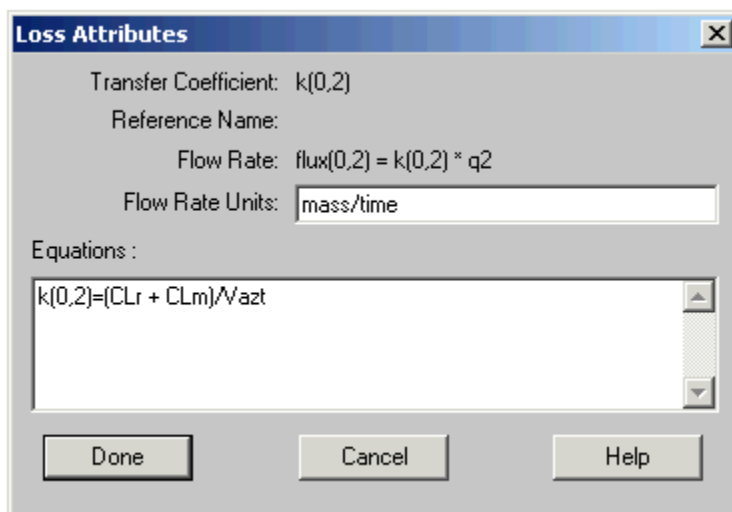 Loss Attributes
Transfer Coefficient: k(0,2)
Reference Name:
Flow Rate: flux(0,2) = k(0,2) * q2
Flow Rate Units: mass/time
Equations :
k(0,2)=(CLr + CLm)/Vazt
Done Cancel Help